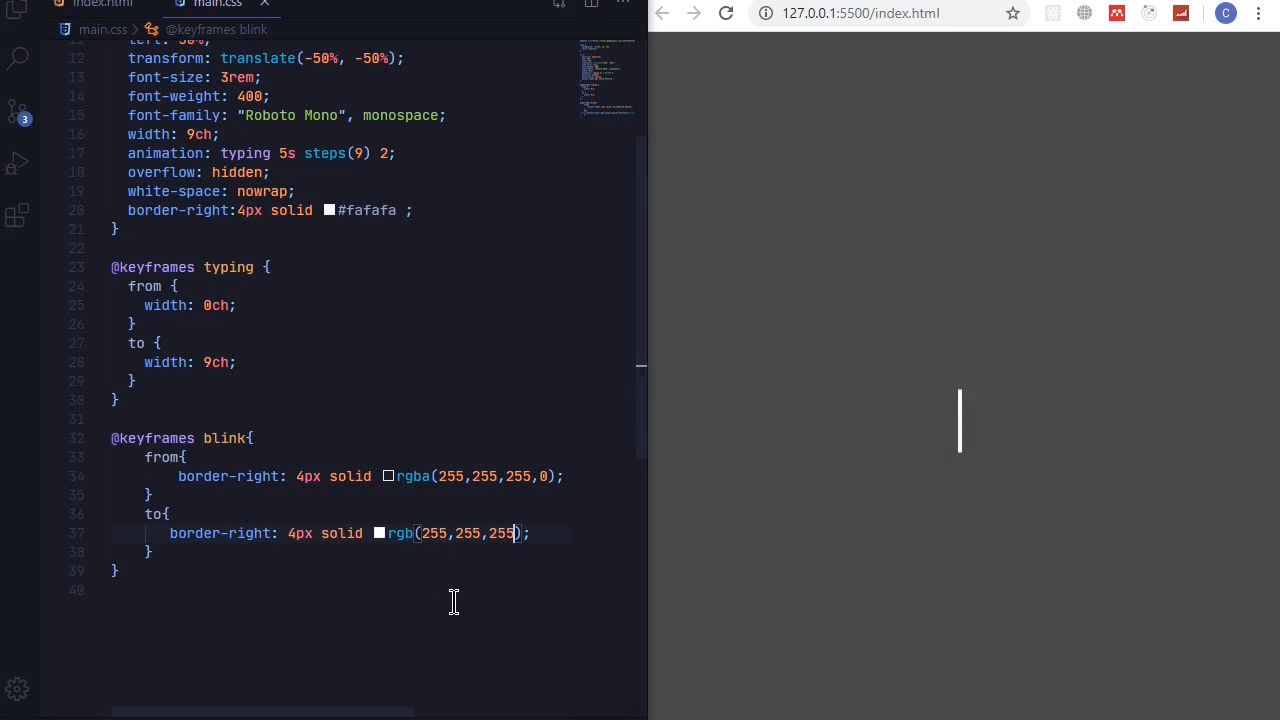 index.html main.css
127.0.0.1:5500/index.html
C
main.css > @keyframes blink
3
11 left: 50%;
12 transform: translate(-50%, -50%);
13 font-size: 3rem;
14 font-weight: 400;
15 font-family: "Roboto Mono", monospace;
16 width: 9ch;
17 animation: typing 5s steps(9) 2;
18 overflow: hidden;
19 white-space: nowrap;
20 border-right:4px solid #fafafa ;
21 }
22
23 @keyframes typing {
24 from {
25 width: 0ch;
26 }
27 to {
28 width: 9ch;
29 }
30 }
31
32 @keyframes blink{
33 from{
34 border-right: 4px solid rgba(255,255,255,0);
35 }
36 to{
37 border-right: 4px solid rgb(255,255,255);
38 }
39 }
40